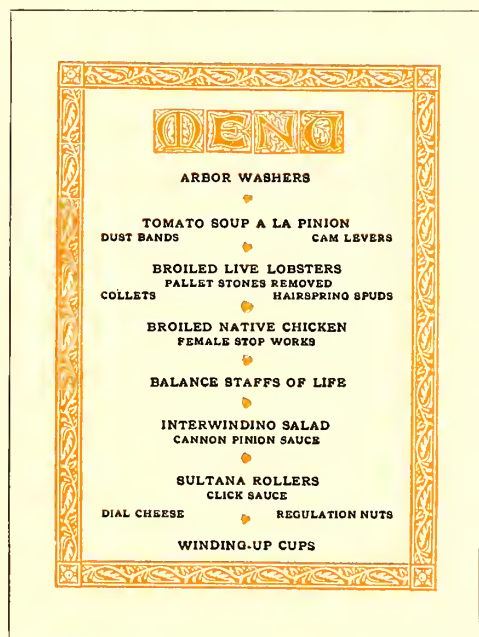 MENU
ARBOR WASHERS
TOMATO SOUP A LA PINION
DUST BANDS CAM LEVERS
BROILED LIVE LOBSTERS
PALLET STONES REMOVED
COLLETS HAIRSPRING SPUDS
BROILED NATIVE CHICKEN
FEMALE STOP WORKS
BALANCE STAFFS OF LIFE
INTERWINDING SALAD
CANNON PINION SAUCE
SULTANA ROLLERS
CLICK SAUCE
DIAL CHEESE REGULATION NUTS
WINDING-UP CUPS